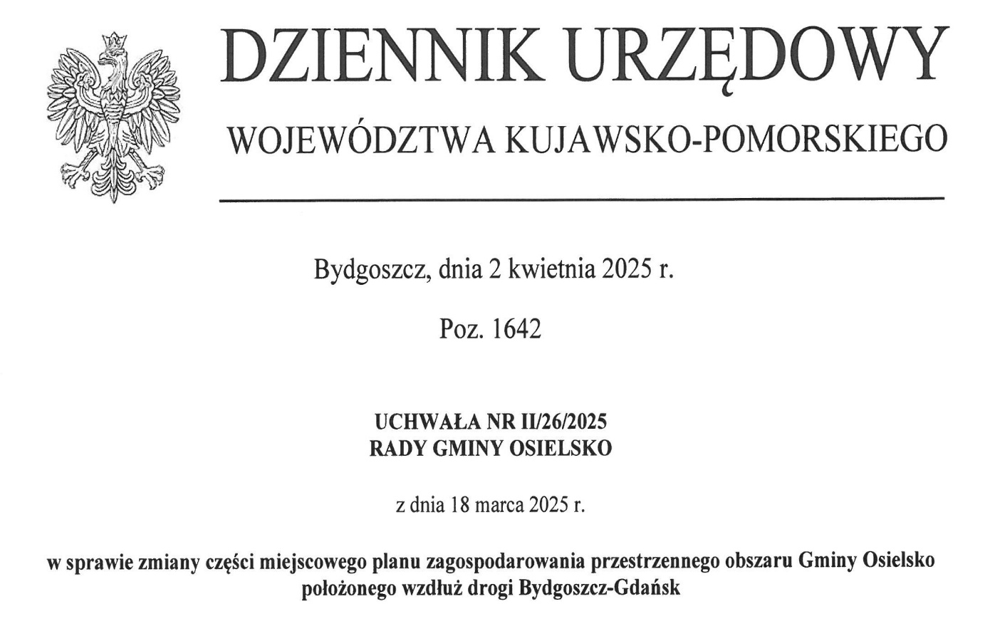 DZIENNIK URZĘDOWY
WOJEWÓDZTWA KUJAWSKO-POMORSKIEGO
Bydgoszcz, dnia 2 kwietnia 2025 r.
Poz. 1642
UCHWAŁA NR II/26/2025
RADY GMINY OSIELSKO
z dnia 18 marca 2025 r.
w sprawie zmiany części miejscowego planu zagospodarowania przestrzennego obszaru Gminy Osielsko
położonego wzdłuż drogi Bydgoszcz-Gdańsk